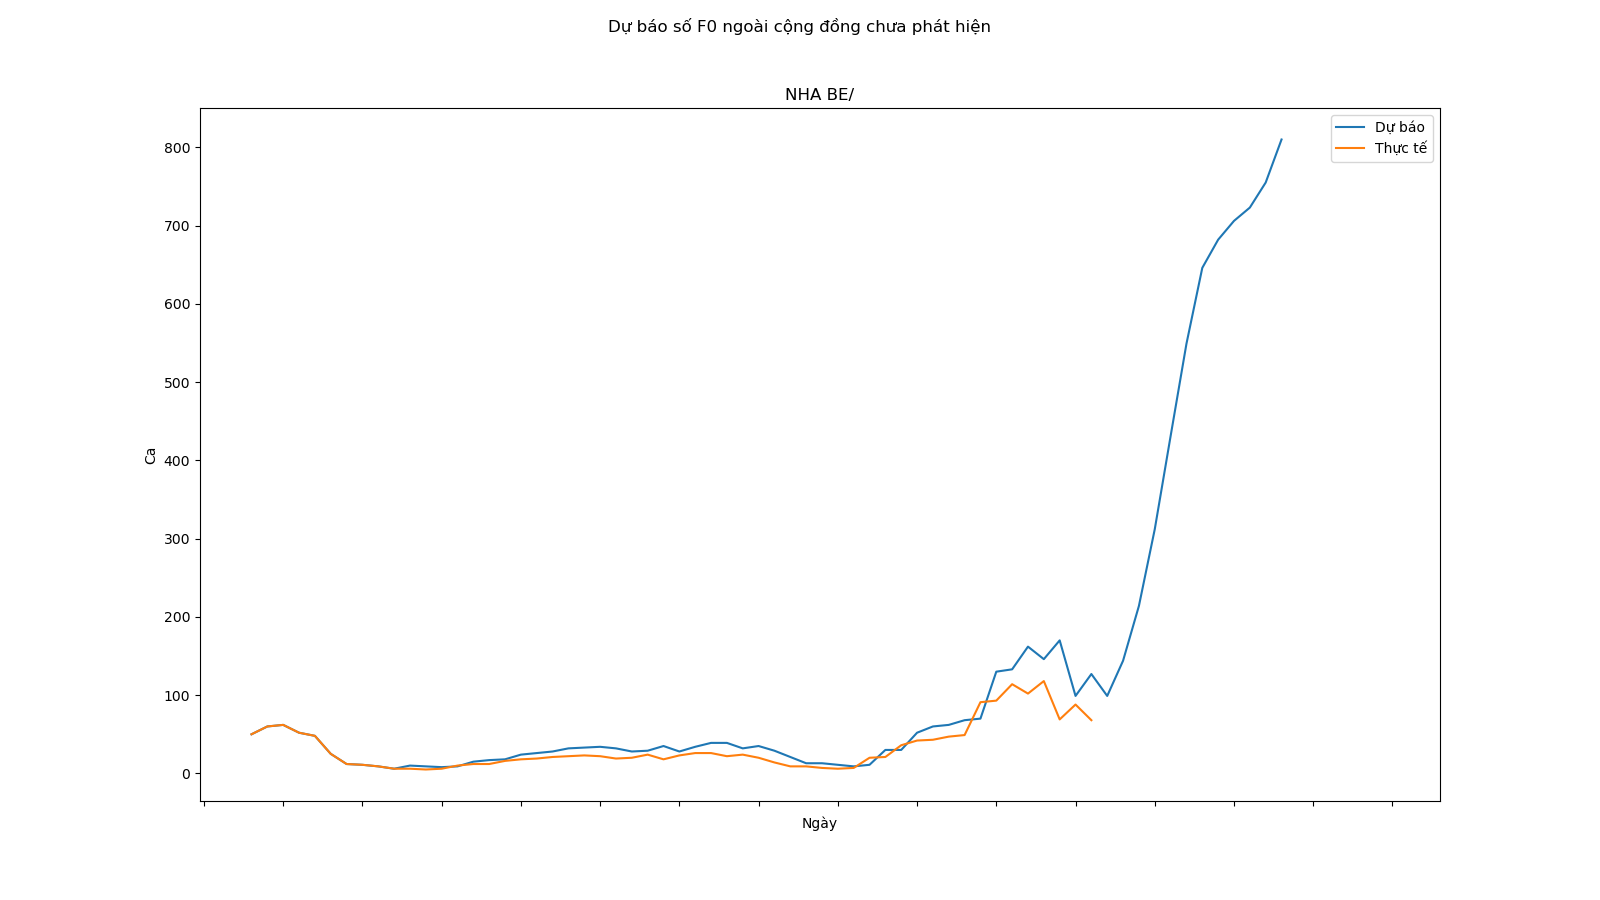 Dự báo số F0 ngoài cộng đồng chưa phát hiện
NHA BE/
Dự báo
Thực tế
800
700
600
500
400
300
200
100
0
Ca
Ngày